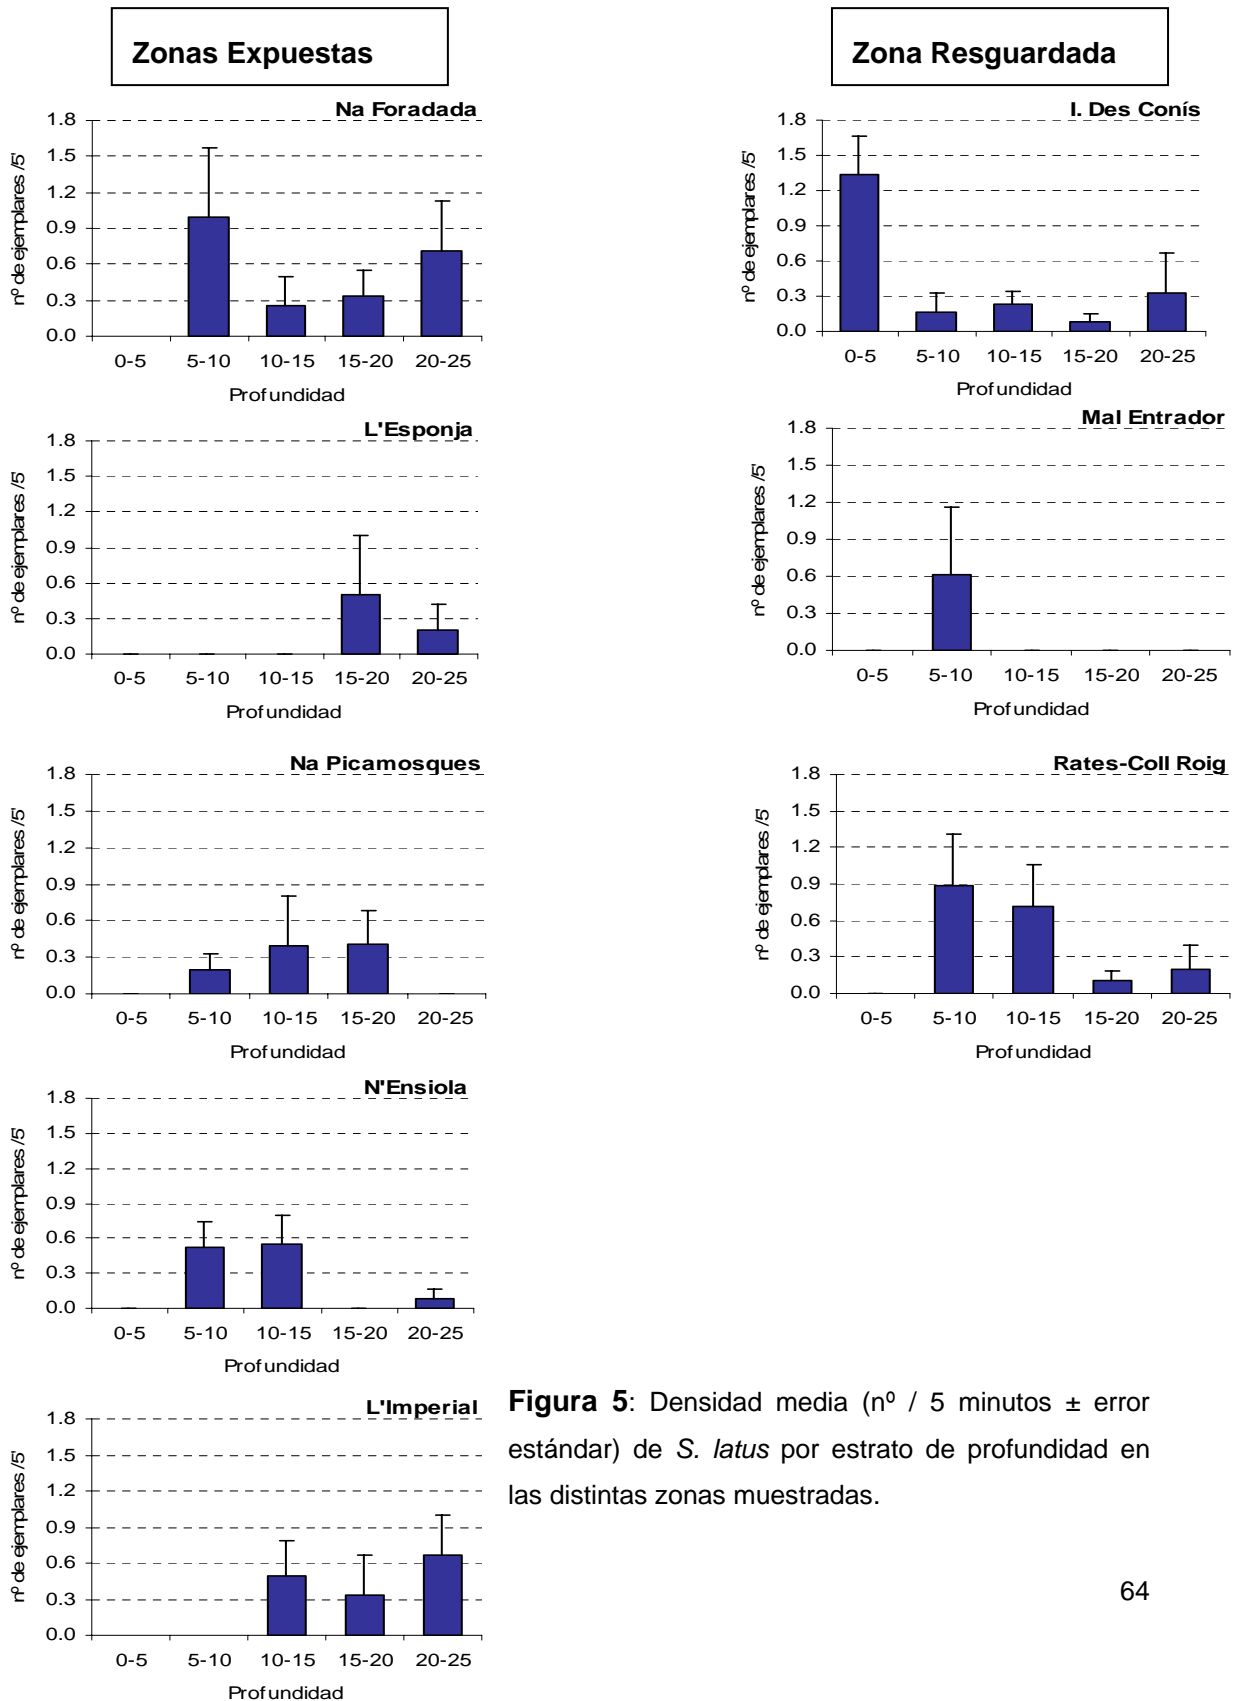 Zonas Expuestas
Zona Resguardada
Na Foradada
nº de ejemplares /5'
1.8
1.5
1.2
0.9
0.6
0.3
0.0
0-5 5-10 10-15 15-20 20-25
Profundidad
I. Des Conís
nº de ejemplares /5'
1.8
1.5
1.2
0.9
0.6
0.3
0.0
0-5 5-10 10-15 15-20 20-25
Profundidad
L'Esponja
nº de ejemplares /5'
1.8
1.5
1.2
0.9
0.6
0.3
0.0
0-5 5-10 10-15 15-20 20-25
Profundidad
Mal Entrador
nº de ejemplares /5'
1.8
1.5
1.2
0.9
0.6
0.3
0.0
0-5 5-10 10-15 15-20 20-25
Profundidad
Na Picamosques
nº de ejemplares /5'
1.8
1.5
1.2
0.9
0.6
0.3
0.0
0-5 5-10 10-15 15-20 20-25
Profundidad
Rates-Coll Roig
nº de ejemplares /5'
1.8
1.5
1.2
0.9
0.6
0.3
0.0
0-5 5-10 10-15 15-20 20-25
Profundidad
N'Ensiola
nº de ejemplares /5'
1.8
1.5
1.2
0.9
0.6
0.3
0.0
0-5 5-10 10-15 15-20 20-25
Profundidad
L'Imperial
nº de ejemplares /5'
1.8
1.5
1.2
0.9
0.6
0.3
0.0
0-5 5-10 10-15 15-20 20-25
Profundidad
Figura 5: Densidad media (nº / 5 minutos ± error
estándar) de S. latus por estrato de profundidad en
las distintas zonas muestradas.
64